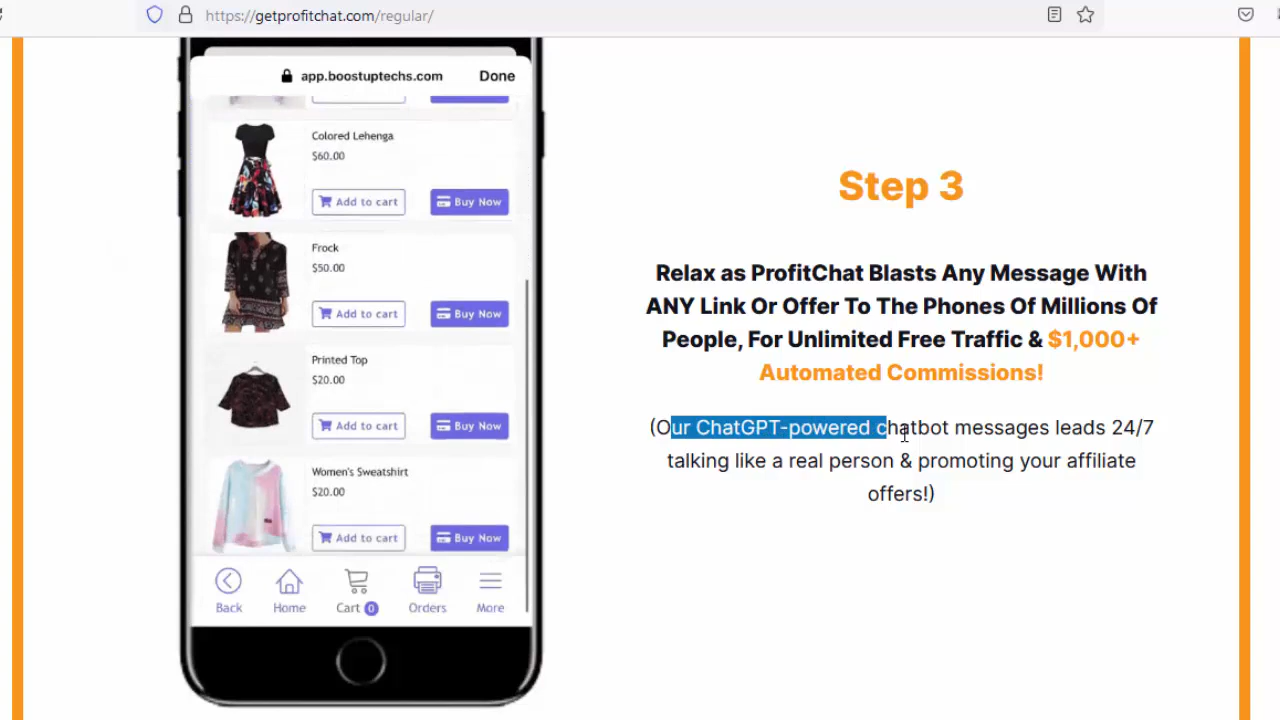 https://getprofitchat.com/regular/
app.boostuptechs.com
Done
Colored Lehenga
$60.00
Add to cart
Buy Now
Frock
$50.00
Add to cart
Buy Now
Printed Top
$20.00
Add to cart
Buy Now
Women's Sweatshirt
$20.00
Add to cart
Buy Now
Back
Home
Cart 0
Orders
More
Step 3
Relax as ProfitChat Blasts Any Message With
ANY Link Or Offer To The Phones Of Millions Of
People, For Unlimited Free Traffic & $1,000+
Automated Commissions!
(Our ChatGPT-powered chatbot messages leads 24/7
talking like a real person & promoting your affiliate
offers!)